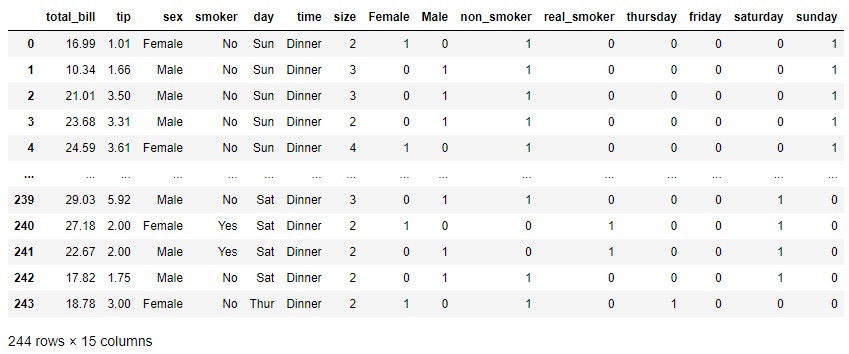 total_bill tip sex smoker day time size Female Male non_smoker real_smoker thursday friday saturday sunday
0 16.99 1.01 Female No Sun Dinner 2 1 0 1 0 0 0 0 1
1 10.34 1.66 Male No Sun Dinner 3 0 1 1 0 0 0 0 1
2 21.01 3.50 Male No Sun Dinner 3 0 1 1 0 0 0 0 1
3 23.68 3.31 Male No Sun Dinner 2 0 1 1 0 0 0 0 1
4 24.59 3.61 Female No Sun Dinner 4 1 0 1 0 0 0 0 1
... ... ... ... ... ... ... ... ... ... ... ... ... ... ... ...
239 29.03 5.92 Male No Sat Dinner 3 0 1 1 0 0 0 1 0
240 27.18 2.00 Female Yes Sat Dinner 2 1 0 0 1 0 0 1 0
241 22.67 2.00 Male Yes Sat Dinner 2 0 1 0 1 0 0 1 0
242 17.82 1.75 Male No Sat Dinner 2 0 1 1 0 0 0 1 0
243 18.78 3.00 Female No Thur Dinner 2 1 0 1 0 1 0 0 0
244 rows × 15 columns